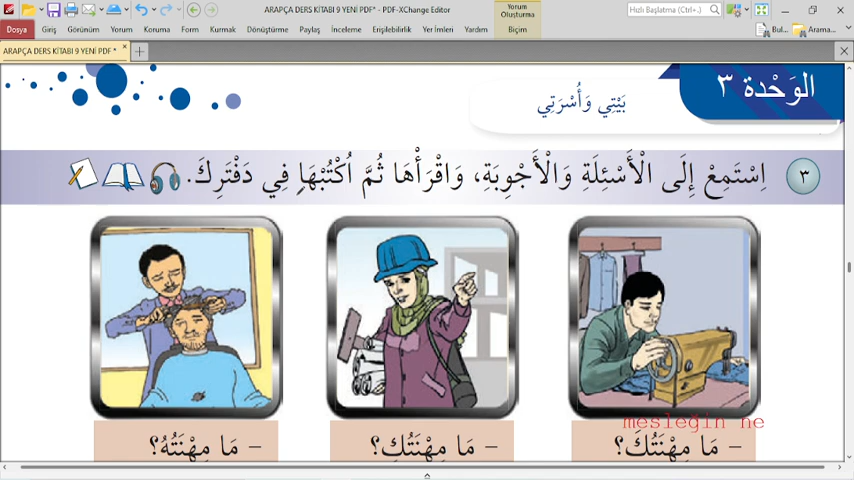 ARAPÇA DERS KİTABI 9 YENİ PDF* - PDF-XChange Editor
Yorum Oluşturma
Hızlı Başlatma (Ctrl+.)
Dosya Giriş Görünüm Yorum Koruma Form Kurmak Dönüştürme Paylaş İnceleme Erişilebilirlik Yer İmleri Yardım Biçim Bul... Arama...
ARAPÇA DERS KİTABI 9 YENİ PDF *
الوَحْدة ٣
بَيْتِي وَأُسْرَتِي
٣ اِسْتَمِعْ إِلَى الْأَسْئِلَةِ وَالْأَجْوِبَةِ، وَاقْرَأْهَا ثُمَّ اُكْتُبْهَا فِي دَفْتَرِكَ.
mesleğin ne
– مَا مِهْنَتُكَ؟ – مَا مِهْنَتُكِ؟ – مَا مِهْنَتُهُ؟